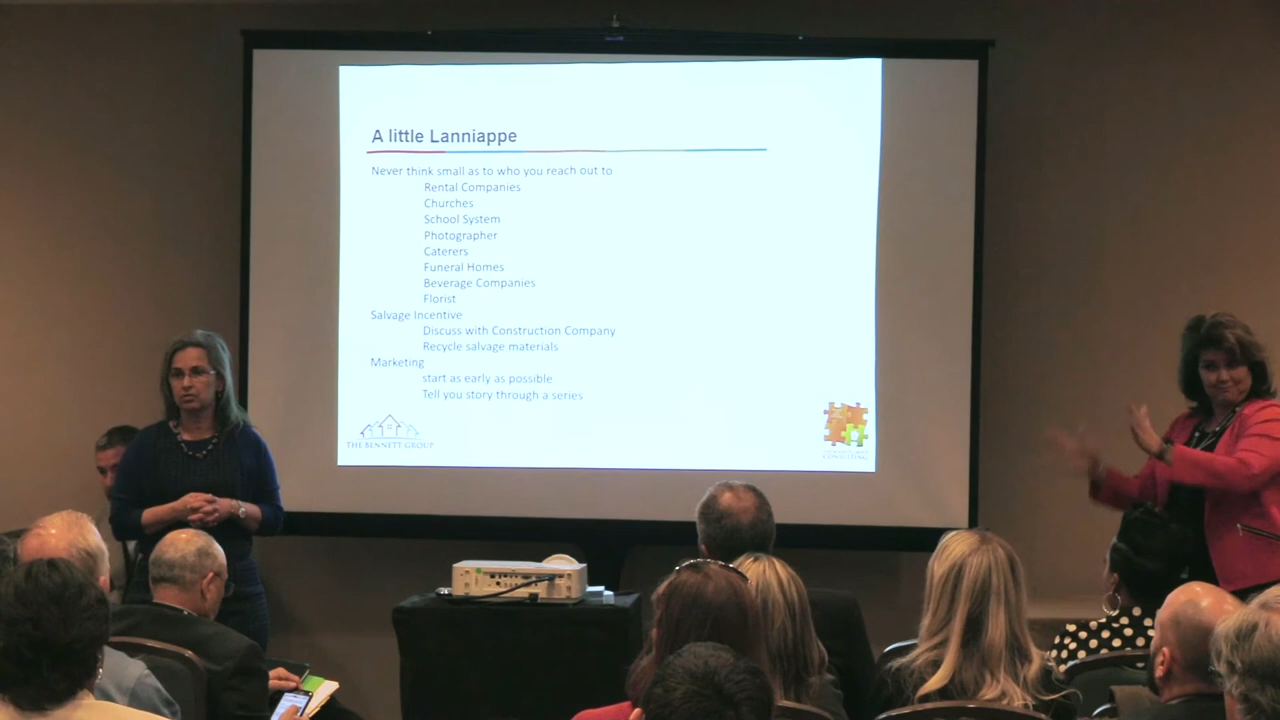 A little Lanniappe
Never think small as to who you reach out to
Rental Companies
Churches
School System
Photographer
Caterers
Funeral Homes
Beverage Companies
Florist
Salvage Incentive
Discuss with Construction Company
Recycle salvage materials
Marketing
start as early as possible
Tell you story through a series
THE BENNETT GROUP
CONSULTING